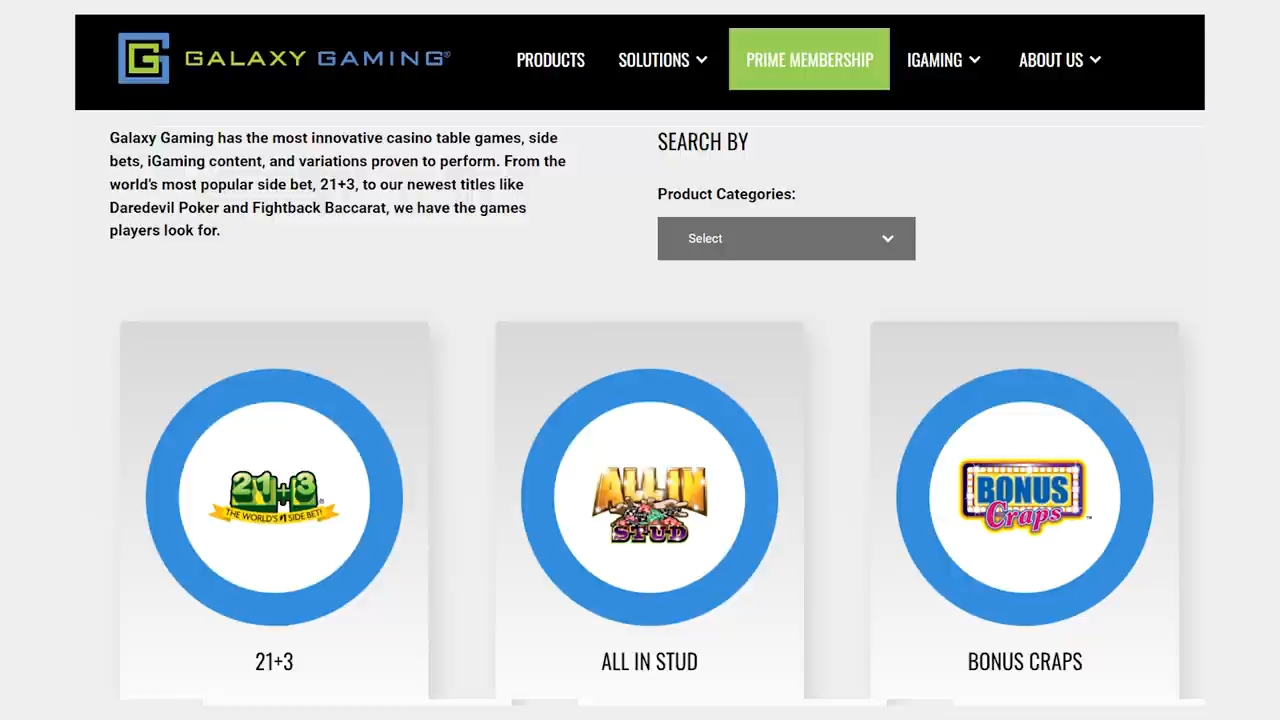 GALAXY GAMING®
PRODUCTS
SOLUTIONS
PRIME MEMBERSHIP
IGAMING
ABOUT US
Galaxy Gaming has the most innovative casino table games, side
bets, iGaming content, and variations proven to perform. From the
world's most popular side bet, 21+3, to our newest titles like
Daredevil Poker and Fightback Baccarat, we have the games
players look for.
SEARCH BY
Product Categories:
Select
21+3®
THE WORLD'S #1 SIDE BET!
ALL IN
STUD
BONUS
Craps™
21+3
ALL IN STUD
BONUS CRAPS